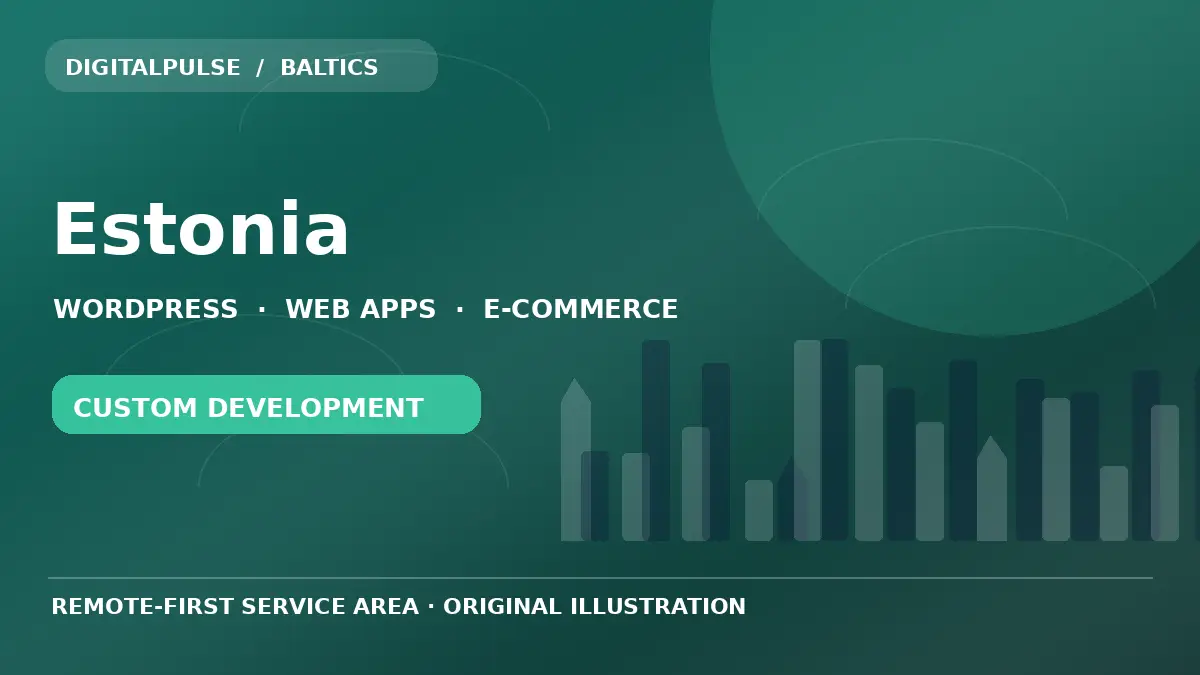 DIGITALPULSE / BALTICS
Estonia
WORDPRESS · WEB APPS · E-COMMERCE
CUSTOM DEVELOPMENT
REMOTE-FIRST SERVICE AREA · ORIGINAL ILLUSTRATION